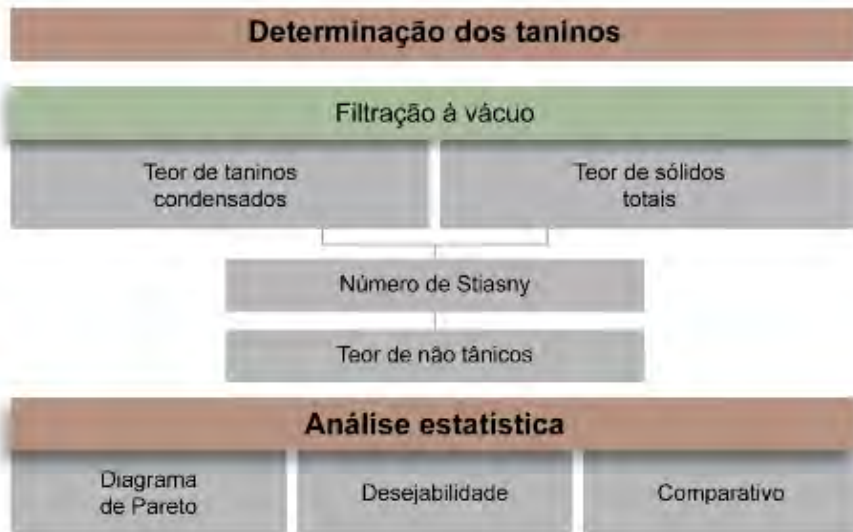 Determinação dos taninos
Filtração à vácuo
Teor de taninos
condensados
Teor de sólidos
totais
Número de Stiasny
Teor de não tânicos
Análise estatística
Diagrama
de Pareto
Desejabilidade
Comparativo